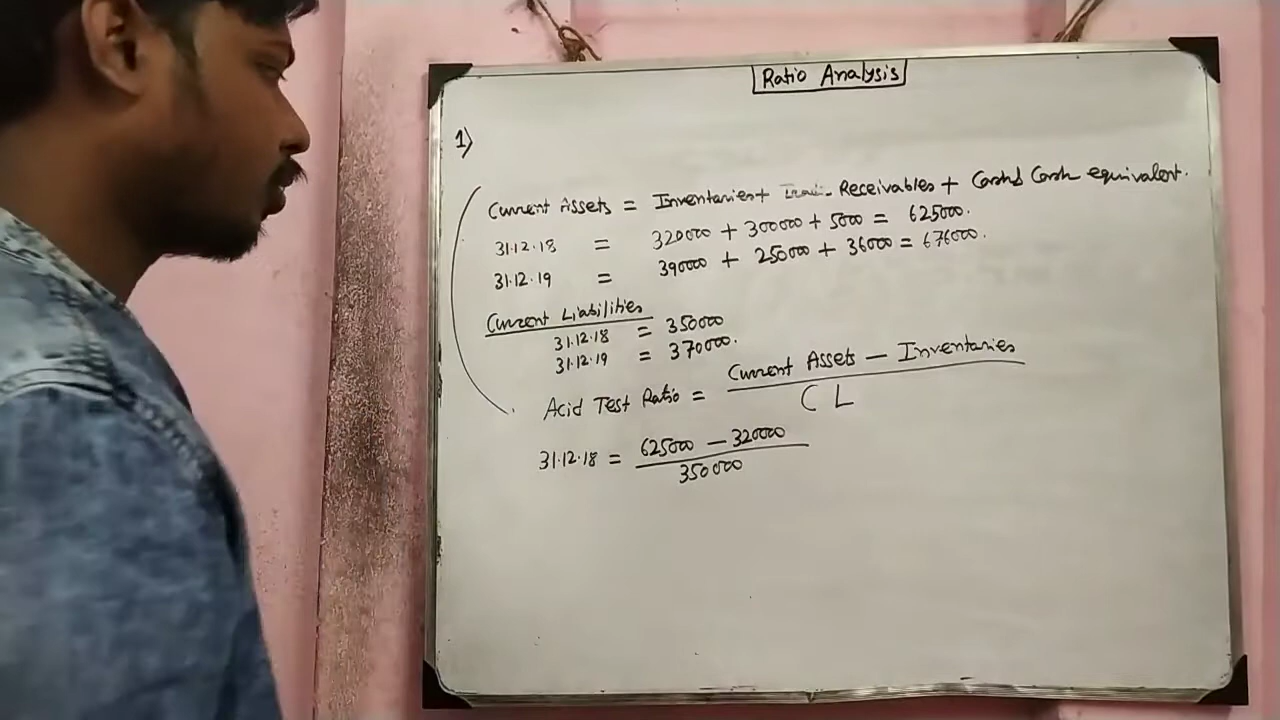 Ratio Analysis
1)
Current Assets = Inventaries + Receivables + Cash & Cash equivalent.
31.12.18 = 320000 + 300000 + 5000 = 625000.
31.12.19 = 390000 + 250000 + 36000 = 676000.
Current Liabilities
31.12.18 = 350000
31.12.19 = 370000.
Acid Test Ratio = Current Assets — Inventaries
C L
31.12.18 = 625000 — 320000
350000